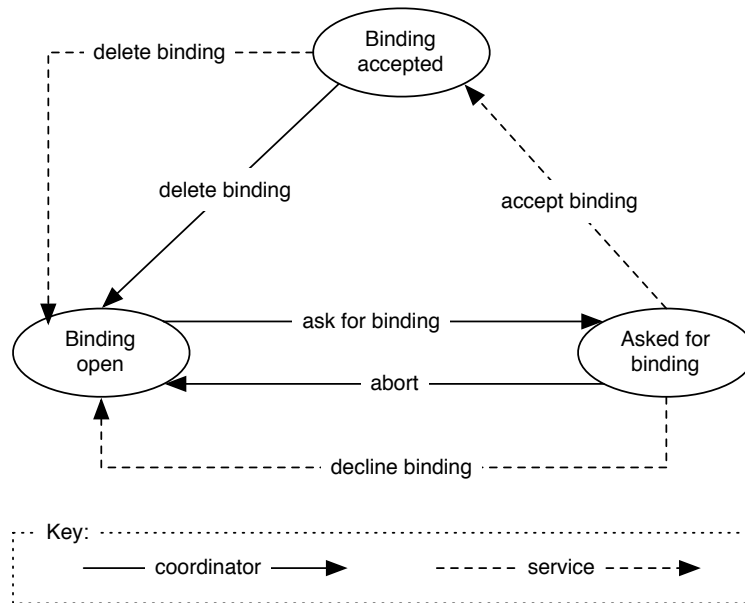 Binding
accepted
delete binding
delete binding
accept binding
ask for binding
Binding
open
Asked for
binding
abort
decline binding
Key:
coordinator
service